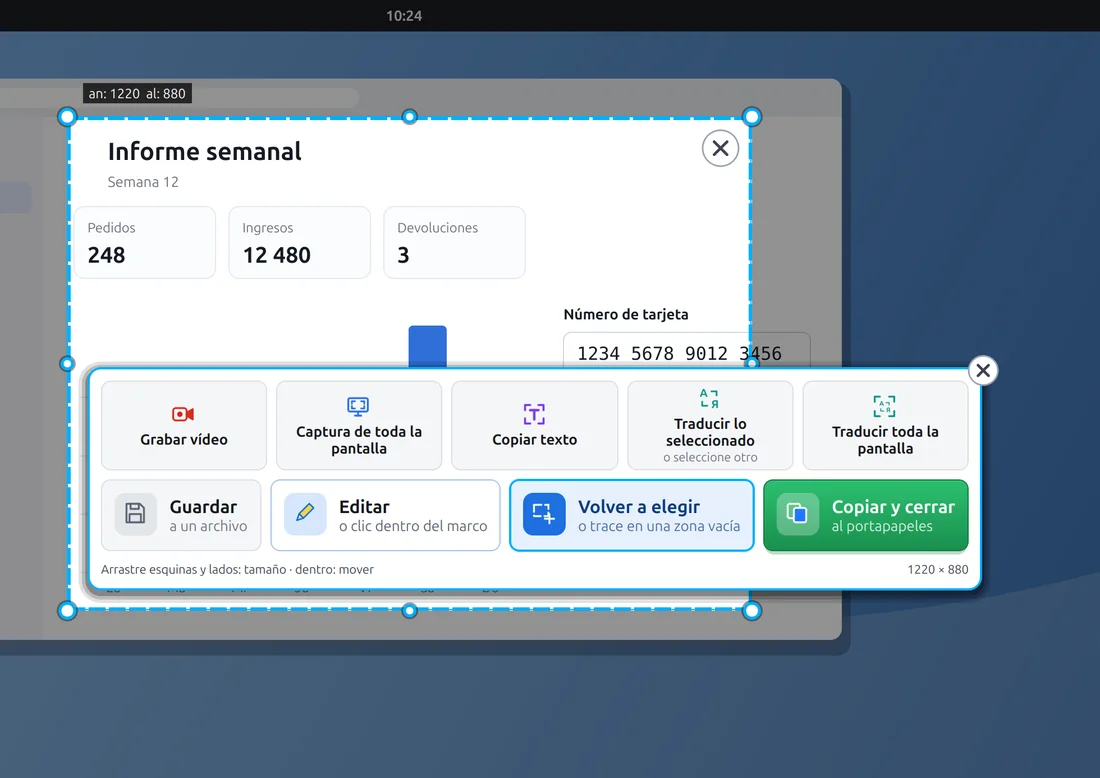 10:24
an: 1220 al: 880
Informe semanal
Semana 12
Pedidos
248
Ingresos
12 480
Devoluciones
3
Número de tarjeta
1234 5678 9012 3456
Grabar vídeo
Captura de toda la
pantalla
Copiar texto
Traducir lo
seleccionado
o seleccione otro
Traducir toda la
pantalla
Guardar
a un archivo
Editar
o clic dentro del marco
Volver a elegir
o trace en una zona vacía
Copiar y cerrar
al portapapeles
Arrastre esquinas y lados: tamaño · dentro: mover
1220 × 880